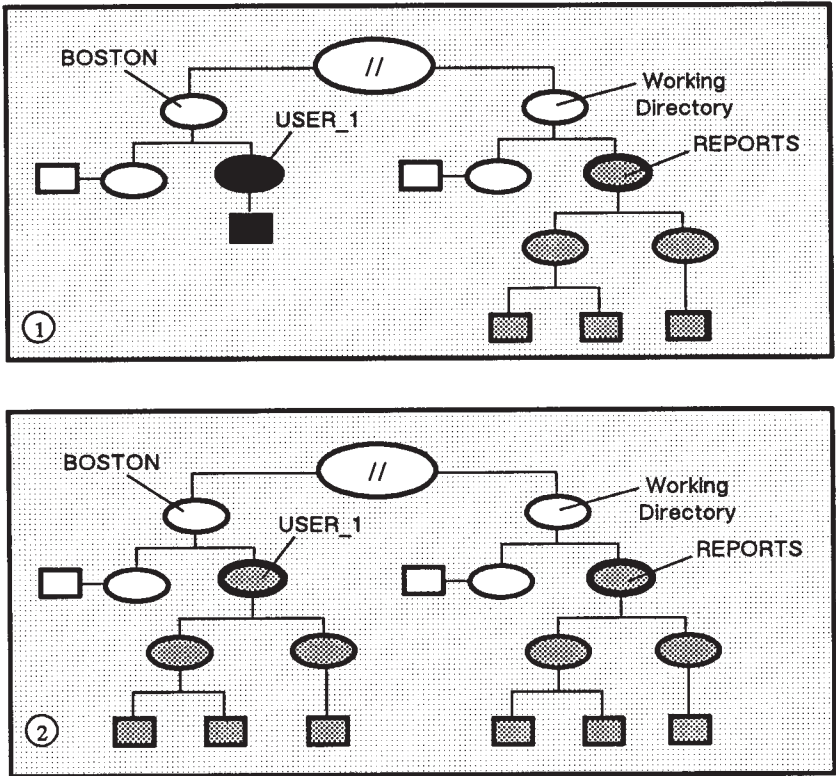 BOSTON
//
Working
Directory
USER_1
REPORTS
1
BOSTON
//
Working
Directory
USER_1
REPORTS
2